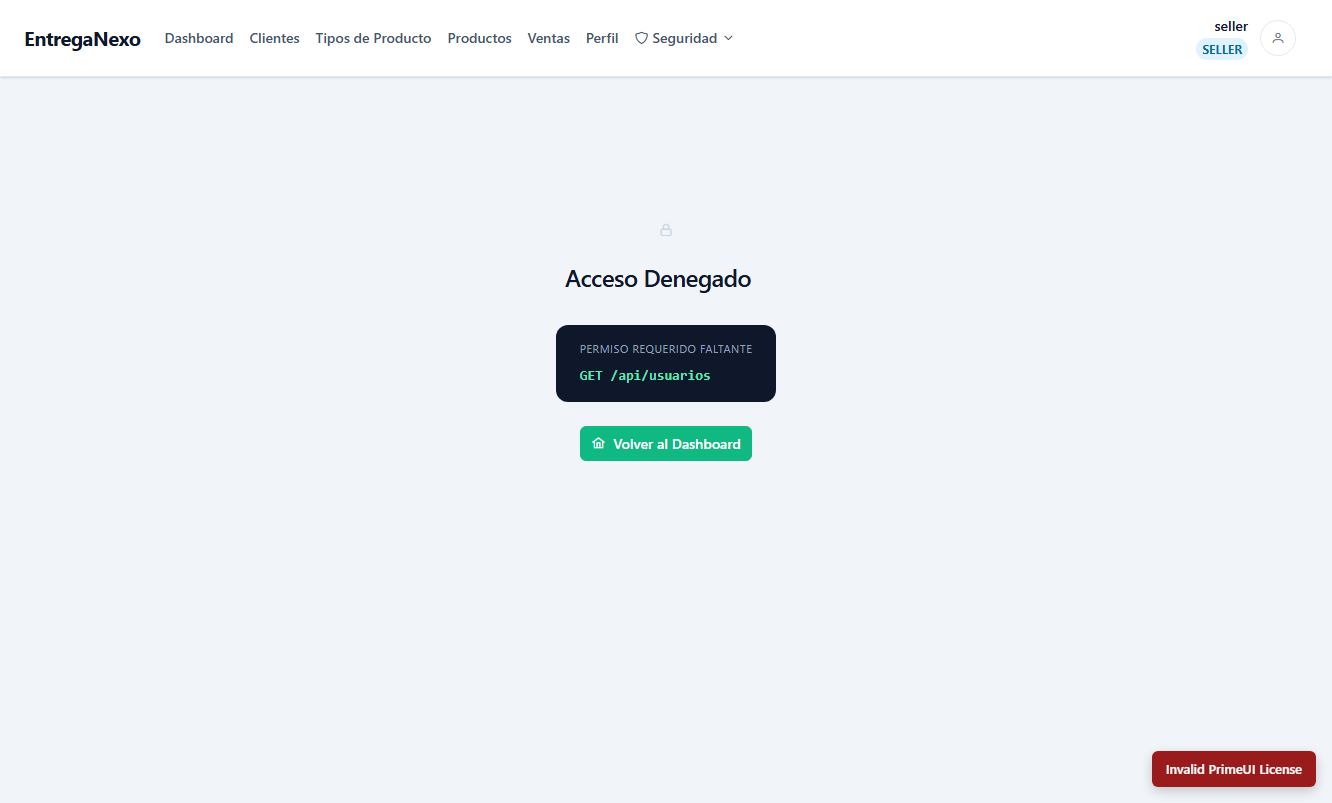 EntregaNexo Dashboard Clientes Tipos de Producto Productos Ventas Perfil Seguridad
seller
SELLER
Acceso Denegado
PERMISO REQUERIDO FALTANTE
GET /api/usuarios
Volver al Dashboard
Invalid PrimeUI License